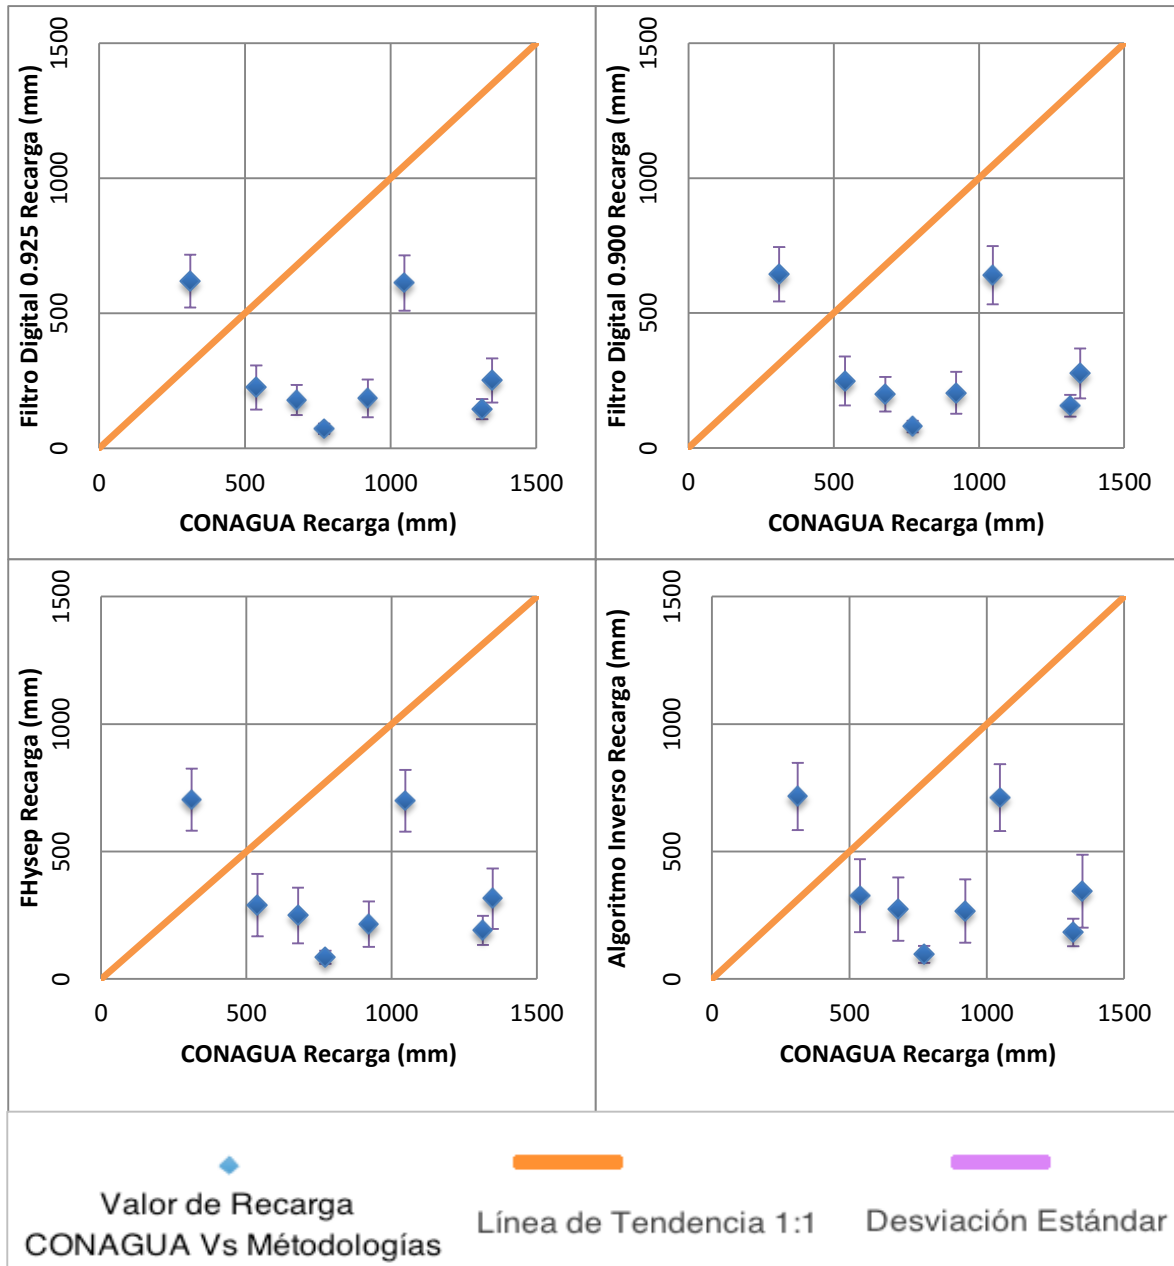 Filtro Digital 0.925 Recarga (mm)
1500
1000
500
0
0 500 1000 1500
CONAGUA Recarga (mm)
Filtro Digital 0.900 Recarga (mm)
1500
1000
500
0
0 500 1000 1500
CONAGUA Recarga (mm)
FHysep Recarga (mm)
1500
1000
500
0
0 500 1000 1500
CONAGUA Recarga (mm)
Algoritmo Inverso Recarga (mm)
1500
1000
500
0
0 500 1000 1500
CONAGUA Recarga (mm)
Valor de Recarga
CONAGUA Vs Métodologías
Línea de Tendencia 1:1
Desviación Estándar